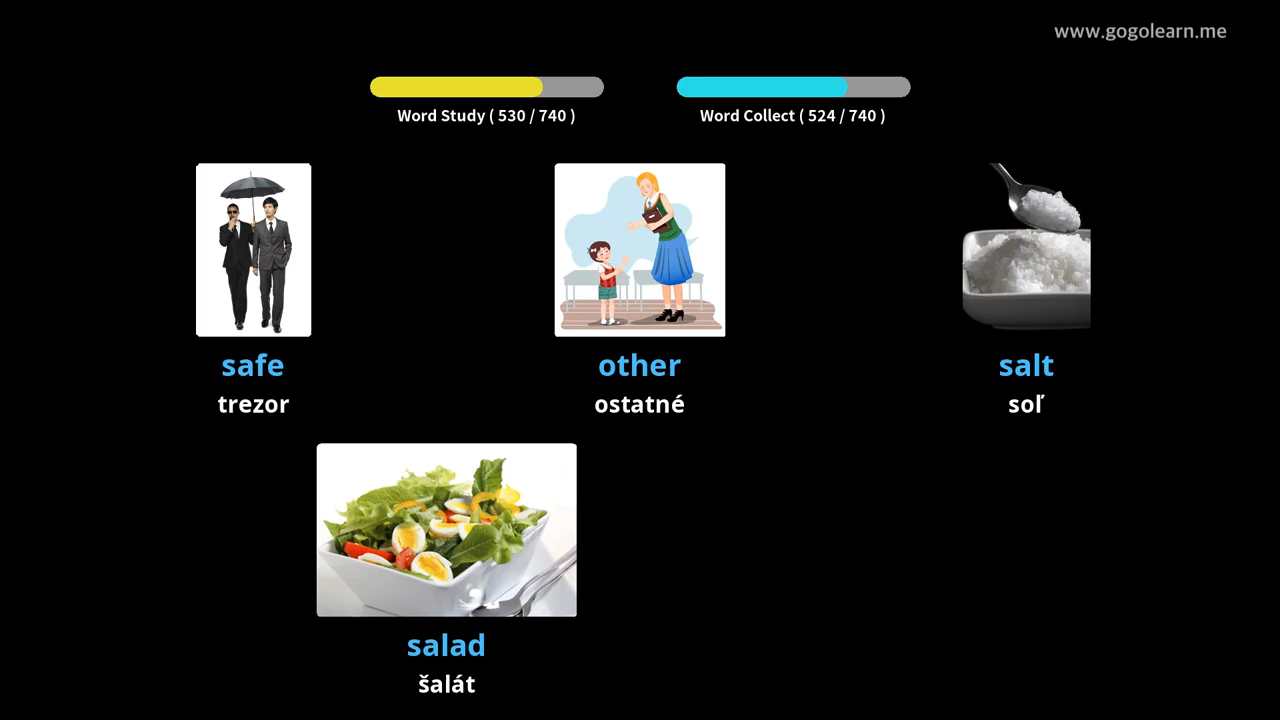 www.gogolearn.me
Word Study ( 530 / 740 )
Word Collect ( 524 / 740 )
safe
trezor
other
ostatné
salt
soľ
salad
šalát